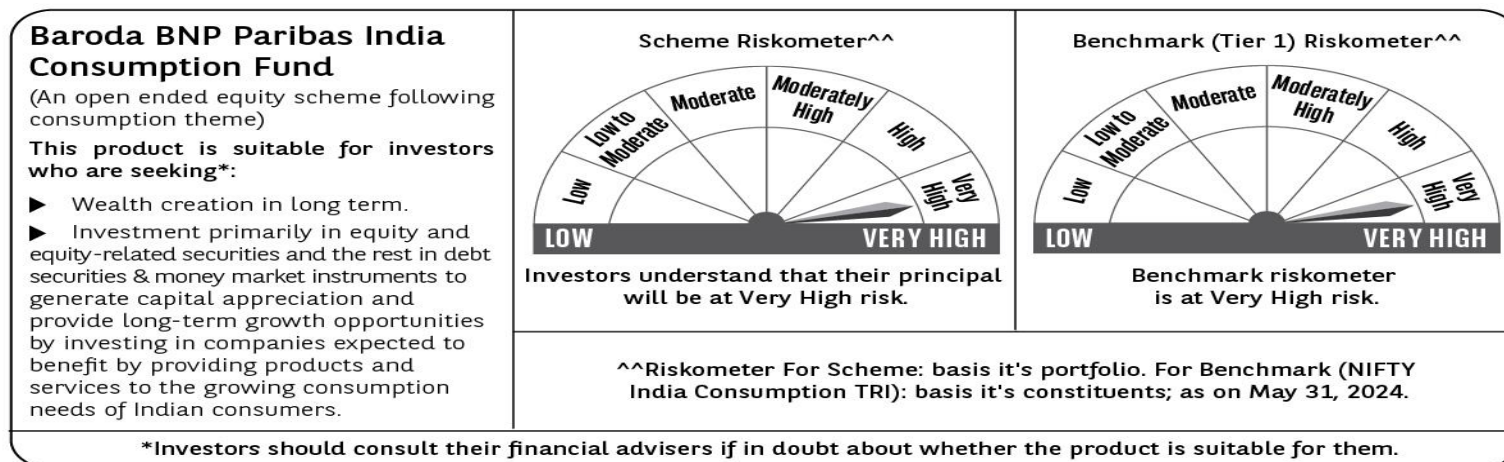 Baroda BNP Paribas India
Consumption Fund
(An open ended equity scheme following
consumption theme)
This product is suitable for investors
who are seeking*:
▶ Wealth creation in long term.
▶ Investment primarily in equity and
equity-related securities and the rest in debt
securities & money market instruments to
generate capital appreciation and
provide long-term growth opportunities
by investing in companies expected to
benefit by providing products and
services to the growing consumption
needs of Indian consumers.
Scheme Riskometer^^
Low
Low to
Moderate
Moderate
Moderately
High
High
Very
High
LOW
VERY HIGH
Investors understand that their principal
will be at Very High risk.
Benchmark (Tier 1) Riskometer^^
Low
Low to
Moderate
Moderate
Moderately
High
High
Very
High
LOW
VERY HIGH
Benchmark riskometer
is at Very High risk.
^^Riskometer For Scheme: basis it's portfolio. For Benchmark (NIFTY
India Consumption TRI): basis it's constituents; as on May 31, 2024.
*Investors should consult their financial advisers if in doubt about whether the product is suitable for them.